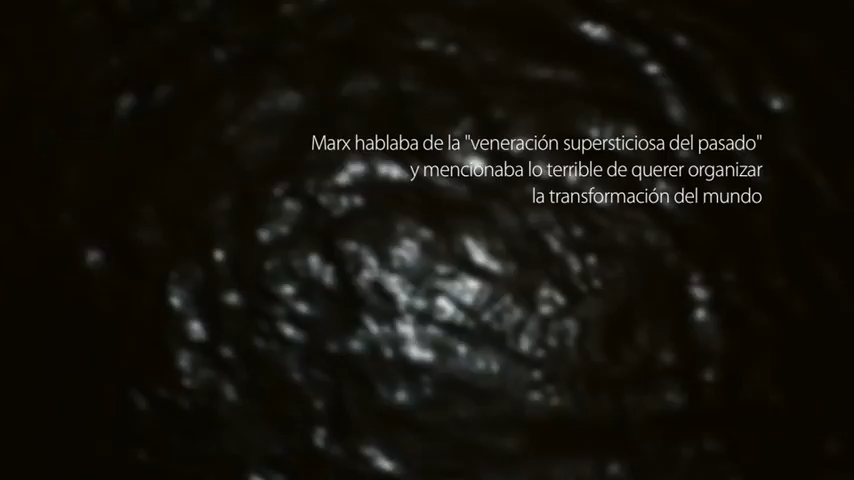 Marx hablaba de la "veneración supersticiosa del pasado"
y mencionaba lo terrible de querer organizar
la transformación del mundo